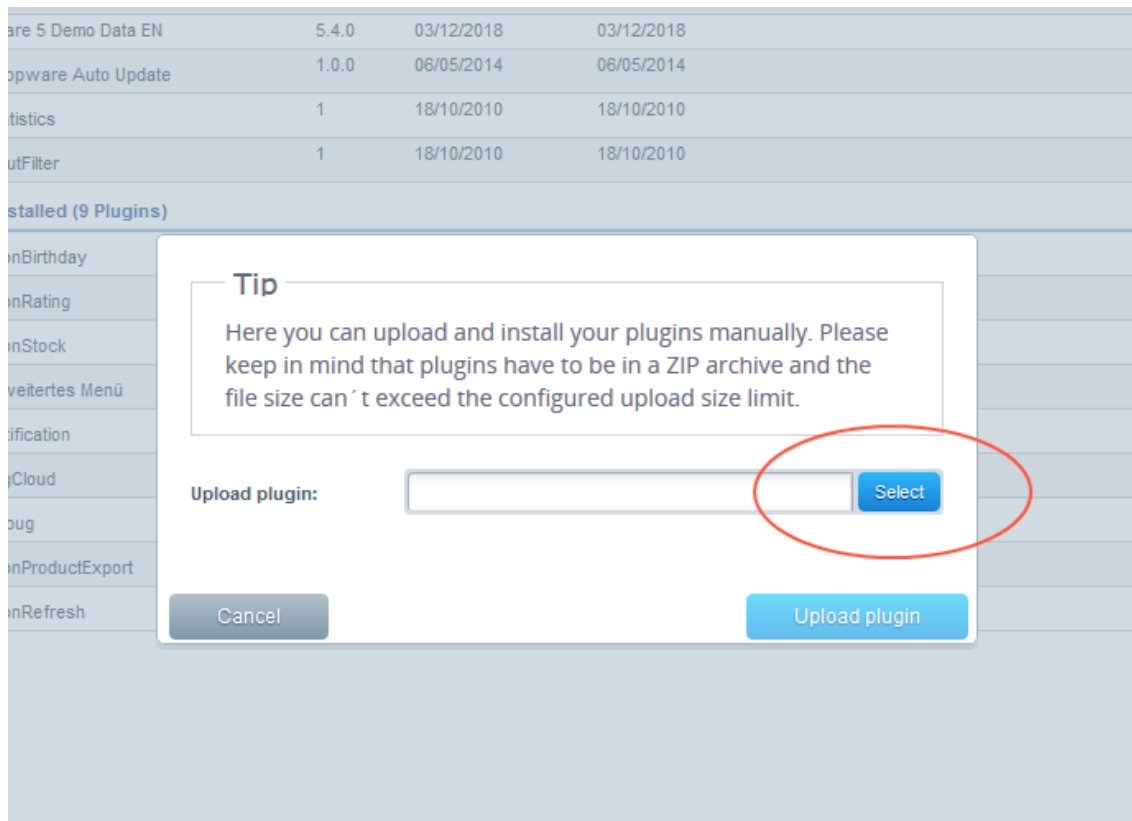 are 5 Demo Data EN 5.4.0 03/12/2018 03/12/2018
opware Auto Update 1.0.0 06/05/2014 06/05/2014
tistics 1 18/10/2010 18/10/2010
utFilter 1 18/10/2010 18/10/2010
stalled (9 Plugins)
onBirthday
onRating
onStock
weitertes Menü
tification
gCloud
bug
onProductExport
onRefresh
Tip
Here you can upload and install your plugins manually. Please
keep in mind that plugins have to be in a ZIP archive and the
file size can´t exceed the configured upload size limit.
Upload plugin: Select
Cancel Upload plugin